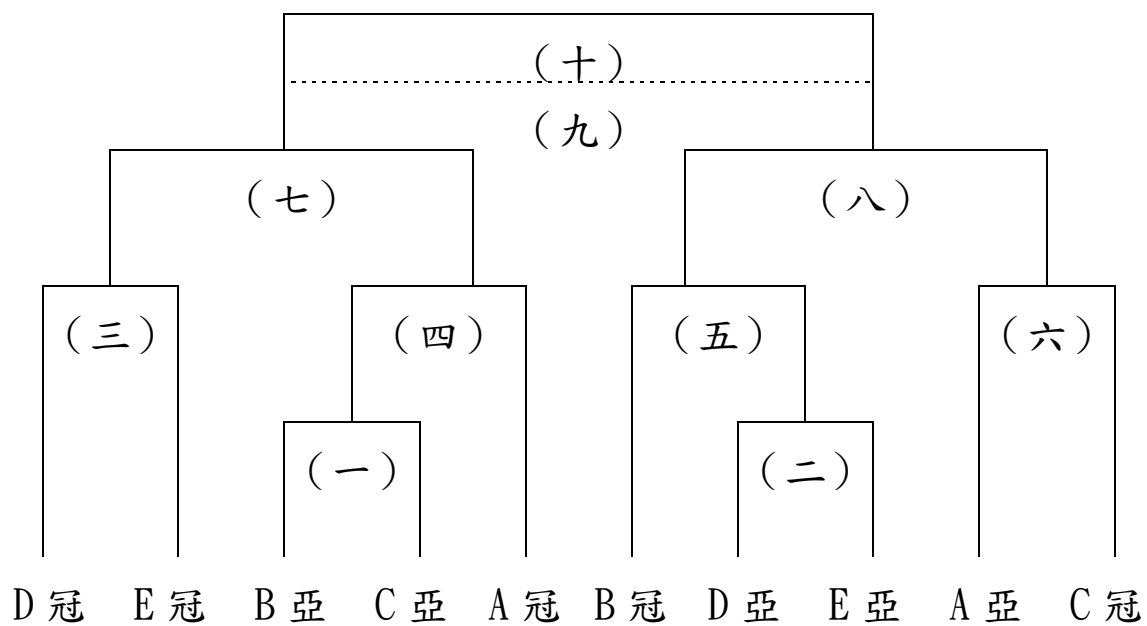 （十）
（九）
（七） （八）
（三） （四） （五） （六）
（一） （二）
D冠 E冠 B亞 C亞 A冠 B冠 D亞 E亞 A亞 C冠